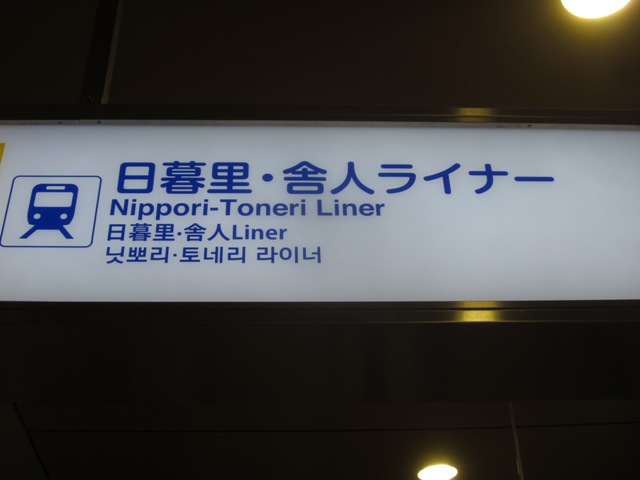 日暮里・舎人ライナー
Nippori-Toneri Liner
日暮里·舍人Liner
닛뽀리·토네리 라이너